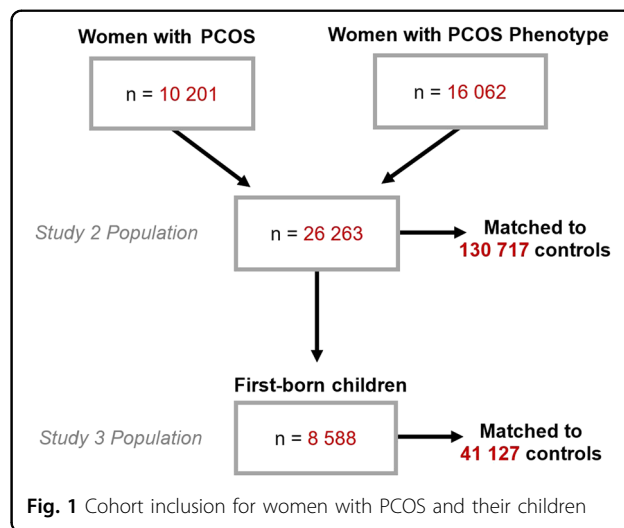 Women with PCOS
Women with PCOS Phenotype
n = 10 201
n = 16 062
Study 2 Population
n = 26 263
Matched to
130 717 controls
First-born children
Study 3 Population
n = 8 588
Matched to
41 127 controls
Fig. 1 Cohort inclusion for women with PCOS and their children